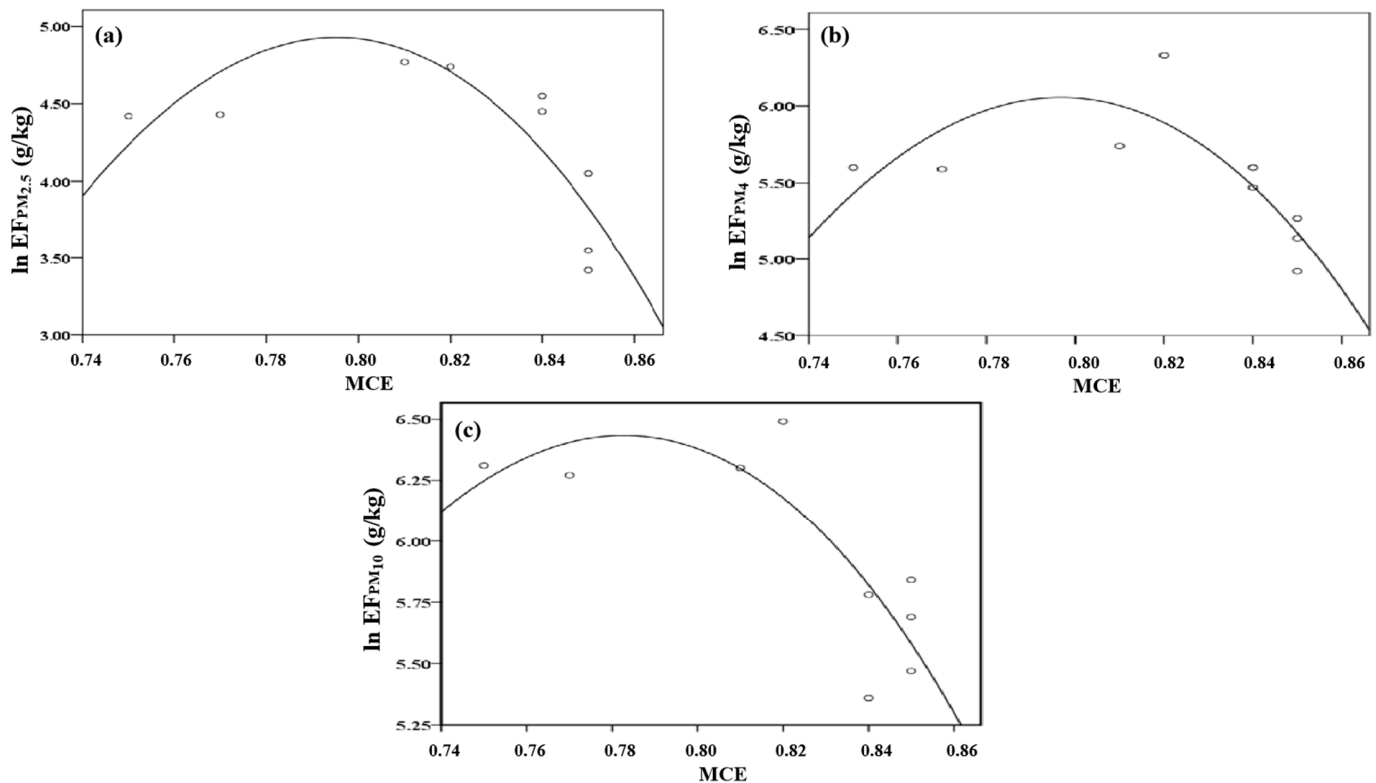 (a)
ln EFPM2.5 (g/kg)
5.00
4.50
4.00
3.50
3.00
0.74 0.76 0.78 0.80 0.82 0.84 0.86
MCE
(b)
ln EFPM4 (g/kg)
6.50
6.00
5.50
5.00
4.50
0.74 0.76 0.78 0.80 0.82 0.84 0.86
MCE
(c)
ln EFPM10 (g/kg)
6.50
6.25
6.00
5.75
5.50
5.25
0.74 0.76 0.78 0.80 0.82 0.84 0.86
MCE